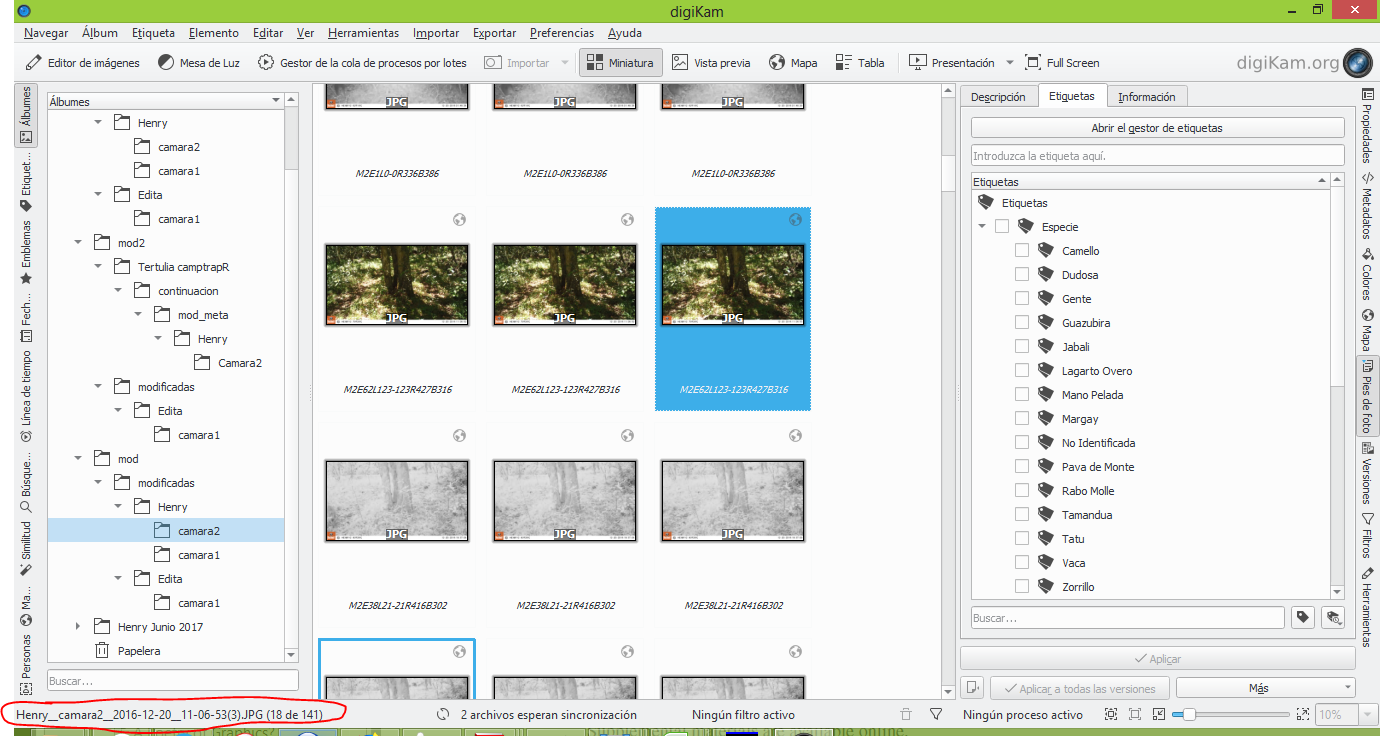 digiKam
Navegar Álbum Etiqueta Elemento Editar Ver Herramientas Importar Exportar Preferencias Ayuda
Editor de imágenes Mesa de Luz Gestor de la cola de procesos por lotes Importar Miniatura Vista previa Mapa Tabla Presentación Full Screen digiKam.org
Álbumes
Etiquet...
Emblemas
Fech...
Línea de tiempo
Búsque...
Similitud
Ma...
Personas
Álbumes
Henry
camara2
camara1
Edita
camara1
mod2
Tertulia camptrapR
continuacion
mod_meta
Henry
Camara2
modificadas
Edita
camara1
mod
modificadas
Henry
camara2
camara1
Edita
camara1
Henry Junio 2017
Papelera
Buscar...
JPG JPG JPG
M2E1L0-0R336B386 M2E1L0-0R336B386 M2E1L0-0R336B386
JPG JPG JPG
M2E62L123-123R427B316 M2E62L123-123R427B316 M2E62L123-123R427B316
JPG JPG JPG
M2E38L21-21R416B302 M2E38L21-21R416B302 M2E38L21-21R416B302
Descripción Etiquetas Información
Abrir el gestor de etiquetas
Introduzca la etiqueta aquí.
Etiquetas
Etiquetas
Especie
Camello
Dudosa
Gente
Guazubira
Jabali
Lagarto Overo
Mano Pelada
Margay
No Identificada
Pava de Monte
Rabo Molle
Tamandua
Tatu
Vaca
Zorrillo
Buscar...
Aplicar
Aplicar a todas las versiones Más
Propiedades
Metadatos
Colores
Mapa
Pies de foto
Versiones
Filtros
Herramientas
Henry__camara2__2016-12-20__11-06-53(3).JPG (18 de 141) 2 archivos esperan sincronización Ningún filtro activo Ningún proceso activo 10%